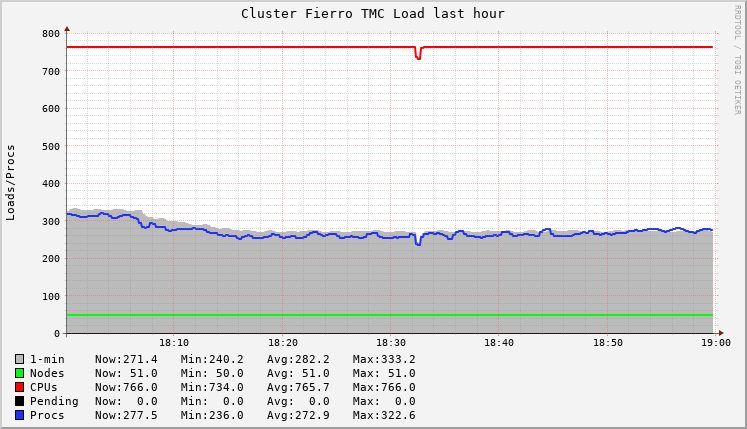 Cluster Fierro TMC Load last hour
RRDTOOL / TOBI OETIKER
Loads/Procs
800
700
600
500
400
300
200
100
0
18:10 18:20 18:30 18:40 18:50 19:00
1-min Now:271.4 Min:240.2 Avg:282.2 Max:333.2
Nodes Now: 51.0 Min: 50.0 Avg: 51.0 Max: 51.0
CPUs Now:766.0 Min:734.0 Avg:765.7 Max:766.0
Pending Now: 0.0 Min: 0.0 Avg: 0.0 Max: 0.0
Procs Now:277.5 Min:236.0 Avg:272.9 Max:322.6